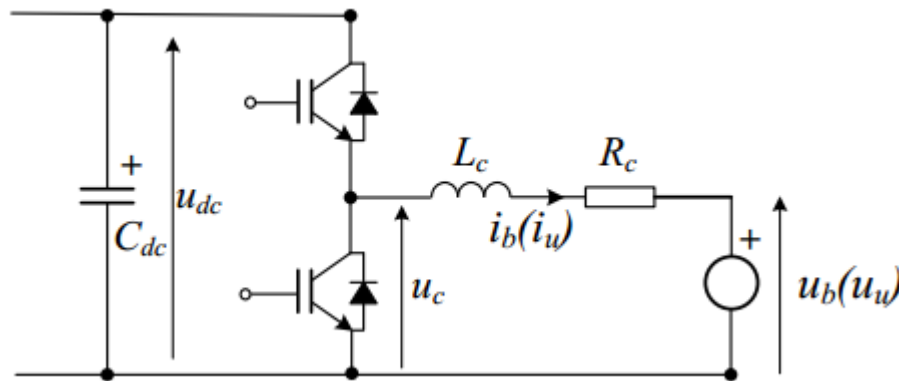 +
C_dc
u_dc
u_c
L_c
i_b(i_u)
R_c
+
u_b(u_u)